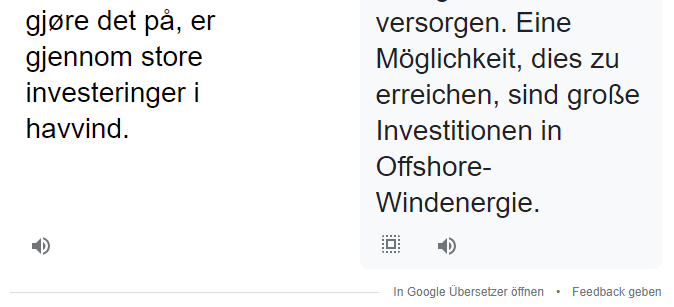 gjøre det på, er
gjennom store
investeringer i
havvind.
versorgen. Eine
Möglichkeit, dies zu
erreichen, sind große
Investitionen in
Offshore-
Windenergie.
In Google Übersetzer öffnen • Feedback geben